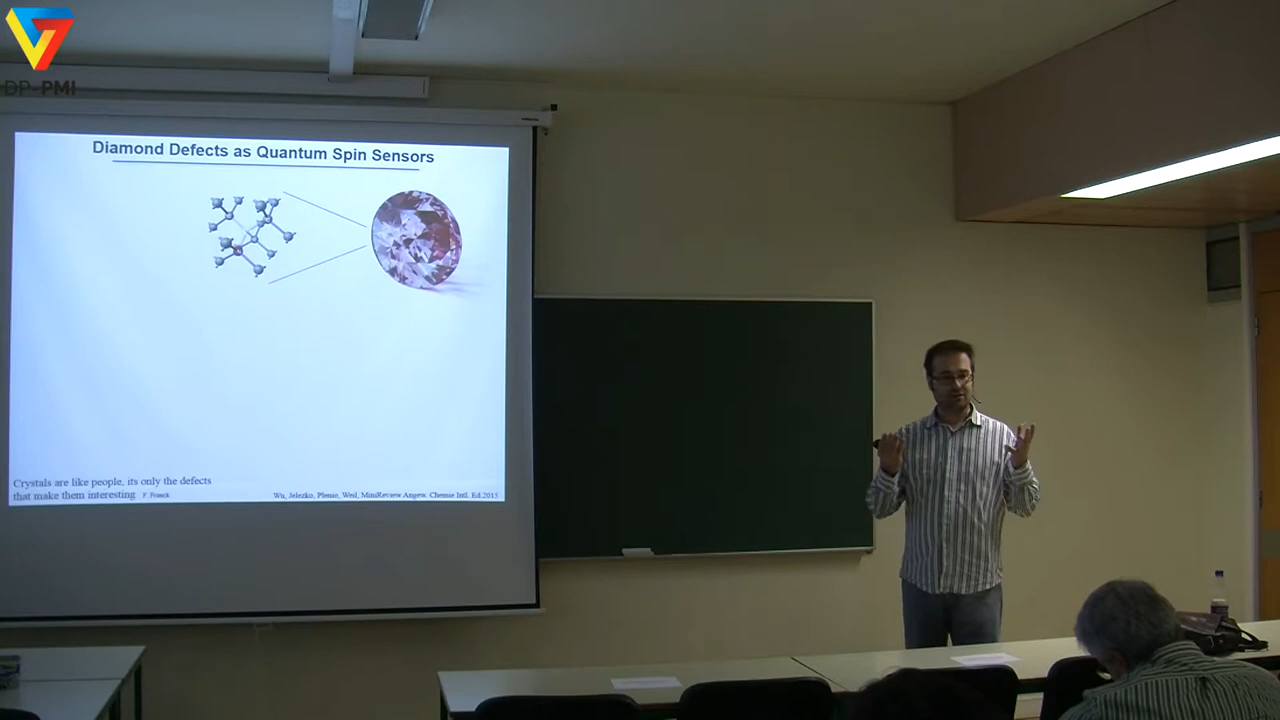 DP-PMI
Diamond Defects as Quantum Spin Sensors
Crystals are like people, its only the defects
that make them interesting F. Franck
Wu, Jelezko, Plenio, Weil, MiniReview Angew. Chemie Intl. Ed.2015